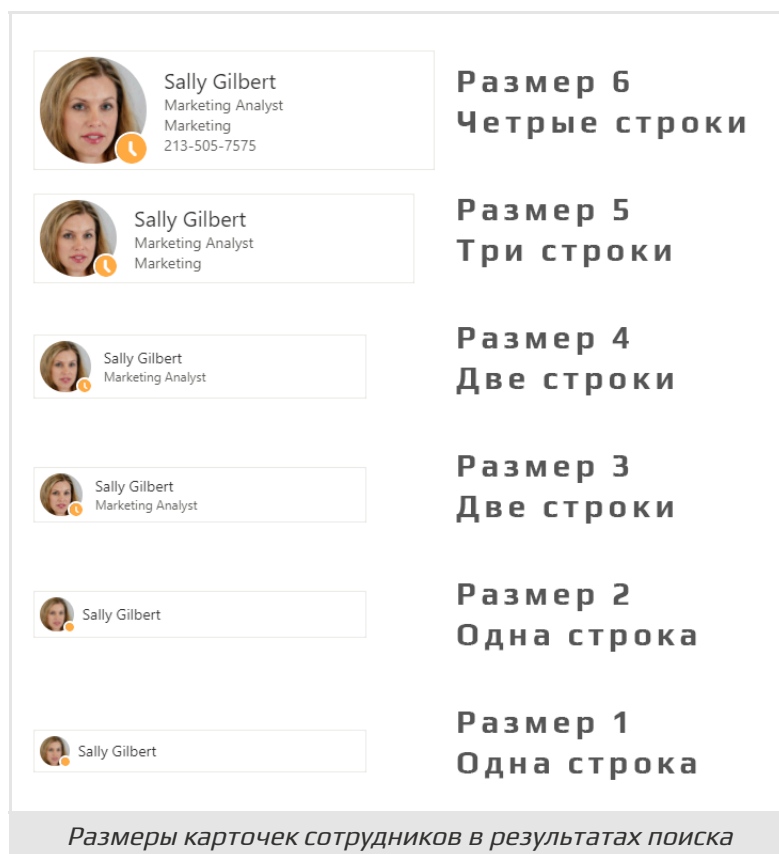 Sally Gilbert
Marketing Analyst
Marketing
213-505-7575
Размер 6
Четрые строки
Sally Gilbert
Marketing Analyst
Marketing
Размер 5
Три строки
Sally Gilbert
Marketing Analyst
Размер 4
Две строки
Sally Gilbert
Marketing Analyst
Размер 3
Две строки
Sally Gilbert
Размер 2
Одна строка
Sally Gilbert
Размер 1
Одна строка
Размеры карточек сотрудников в результатах поиска